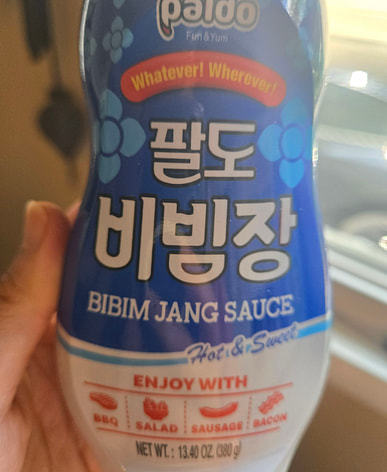 paldo
Fun & Yum
Whatever! Wherever!
팔도
비빔장
BIBIM JANG SAUCE
Hot & Sweet
ENJOY WITH
BBQ SALAD SAUSAGE BACON
NET WT. : 13.40 OZ. (380 g)